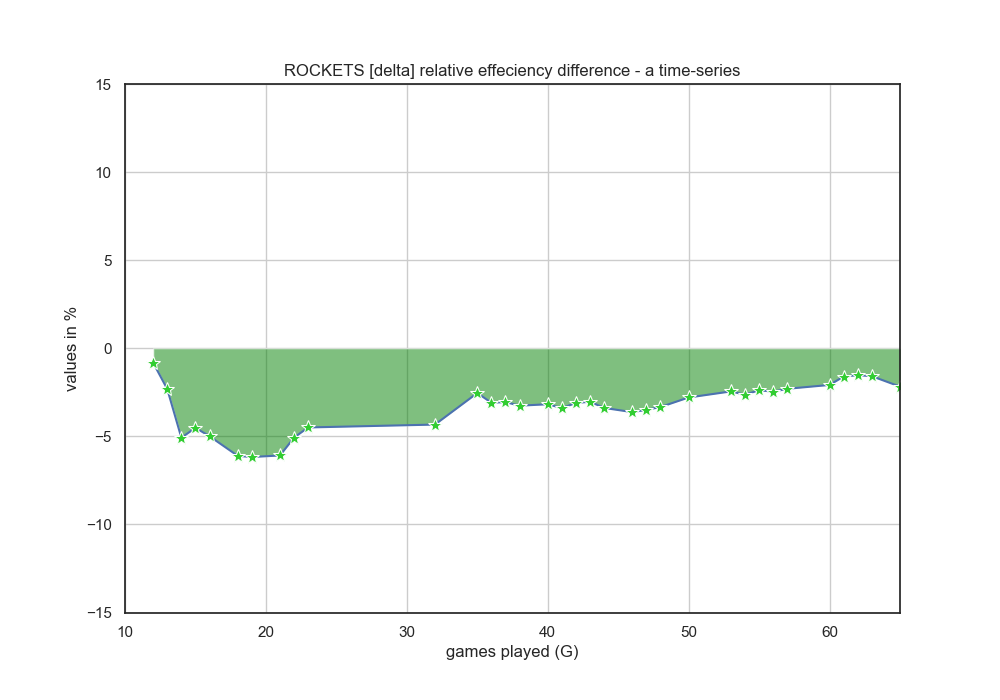 ROCKETS [delta] relative effeciency difference - a time-series
15
10
5
0
−5
−10
−15
values in %
10 20 30 40 50 60
games played (G)